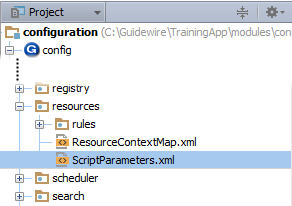 Project
configuration (C:\Guidewire\TrainingApp\modules\con
config
registry
resources
rules
ResourceContextMap.xml
ScriptParameters.xml
scheduler
search